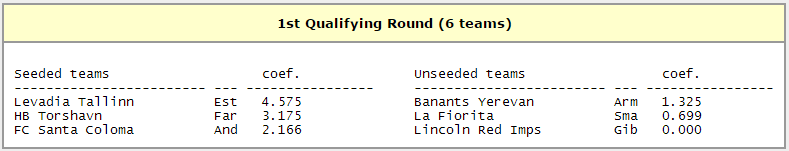 1st Qualifying Round (6 teams)
Seeded teams coef. Unseeded teams coef.
------------------------ --- ---------------- ------------------------ --- ----------------
Levadia Tallinn Est 4.575 Banants Yerevan Arm 1.325
HB Torshavn Far 3.175 La Fiorita Sma 0.699
FC Santa Coloma And 2.166 Lincoln Red Imps Gib 0.000